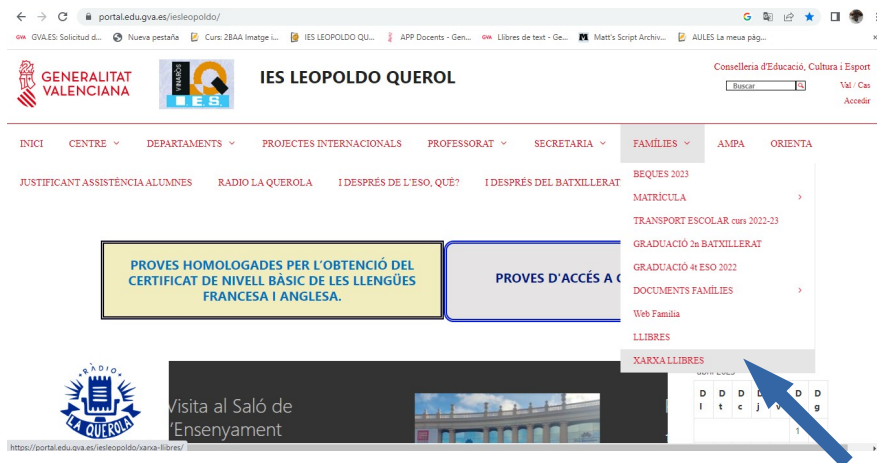 portal.edu.gva.es/iesleopoldo/
GVA.ES: Solicitud d...
Nueva pestaña
Curs: 2BAA Imatge i...
IES LEOPOLDO QU...
APP Docents - Gen...
Llibres de text - Ge...
Matt's Script Archiv...
AULES La meua pàg...
GENERALITAT
VALENCIANA
VINARÒS
I.E.S.
IES LEOPOLDO QUEROL
Conselleria d'Educació, Cultura i Esport
Buscar
Val / Cas
Accedir
INICI CENTRE DEPARTAMENTS PROJECTES INTERNACIONALS PROFESSORAT SECRETARIA FAMÍLIES AMPA ORIENTA
JUSTIFICANT ASSISTÈNCIA ALUMNES RADIO LA QUEROLA I DESPRÉS DE L'ESO, QUÈ? I DESPRÉS DEL BATXILLERAT
BEQUES 2023
MATRÍCULA
TRANSPORT ESCOLAR curs 2022-23
GRADUACIÓ 2n BATXILLERAT
GRADUACIÓ 4t ESO 2022
DOCUMENTS FAMÍLIES
Web Familia
LLIBRES
XARXA LLIBRES
PROVES HOMOLOGADES PER L'OBTENCIÓ DEL
CERTIFICAT DE NIVELL BÀSIC DE LES LLENGÜES
FRANCESA I ANGLESA.
PROVES D'ACCÉS A
RÀDIO
LA QUEROLA
Visita al Saló de
l'Ensenyament
D D D D D
l t c j g
1
https://portal.edu.gva.es/iesleopoldo/xarxa-llibres/